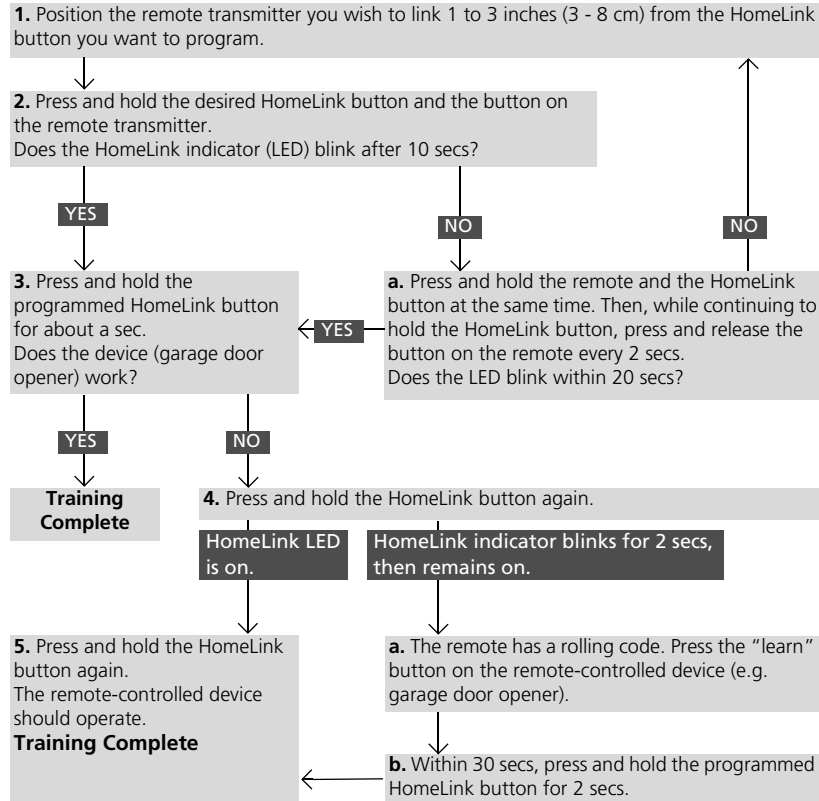 1. Position the remote transmitter you wish to link 1 to 3 inches (3 - 8 cm) from the HomeLink
button you want to program.
2. Press and hold the desired HomeLink button and the button on
the remote transmitter.
Does the HomeLink indicator (LED) blink after 10 secs?
YES
NO
NO
3. Press and hold the
programmed HomeLink button
for about a sec.
Does the device (garage door
opener) work?
YES
a. Press and hold the remote and the HomeLink
button at the same time. Then, while continuing to
hold the HomeLink button, press and release the
button on the remote every 2 secs.
Does the LED blink within 20 secs?
YES
NO
Training
Complete
4. Press and hold the HomeLink button again.
HomeLink LED
is on.
HomeLink indicator blinks for 2 secs,
then remains on.
5. Press and hold the HomeLink
button again.
The remote-controlled device
should operate.
Training Complete
a. The remote has a rolling code. Press the “learn”
button on the remote-controlled device (e.g.
garage door opener).
b. Within 30 secs, press and hold the programmed
HomeLink button for 2 secs.